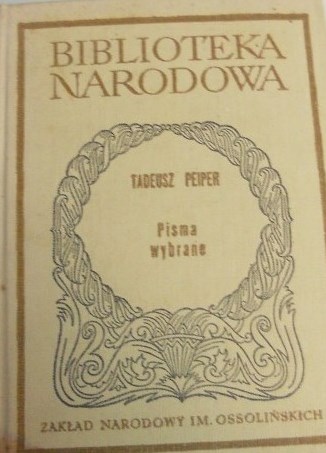 BIBLIOTEKA
NARODOWA
TADEUSZ PEIPER
Pisma
wybrane
ZAKŁAD NARODOWY IM. OSSOLIŃSKICH